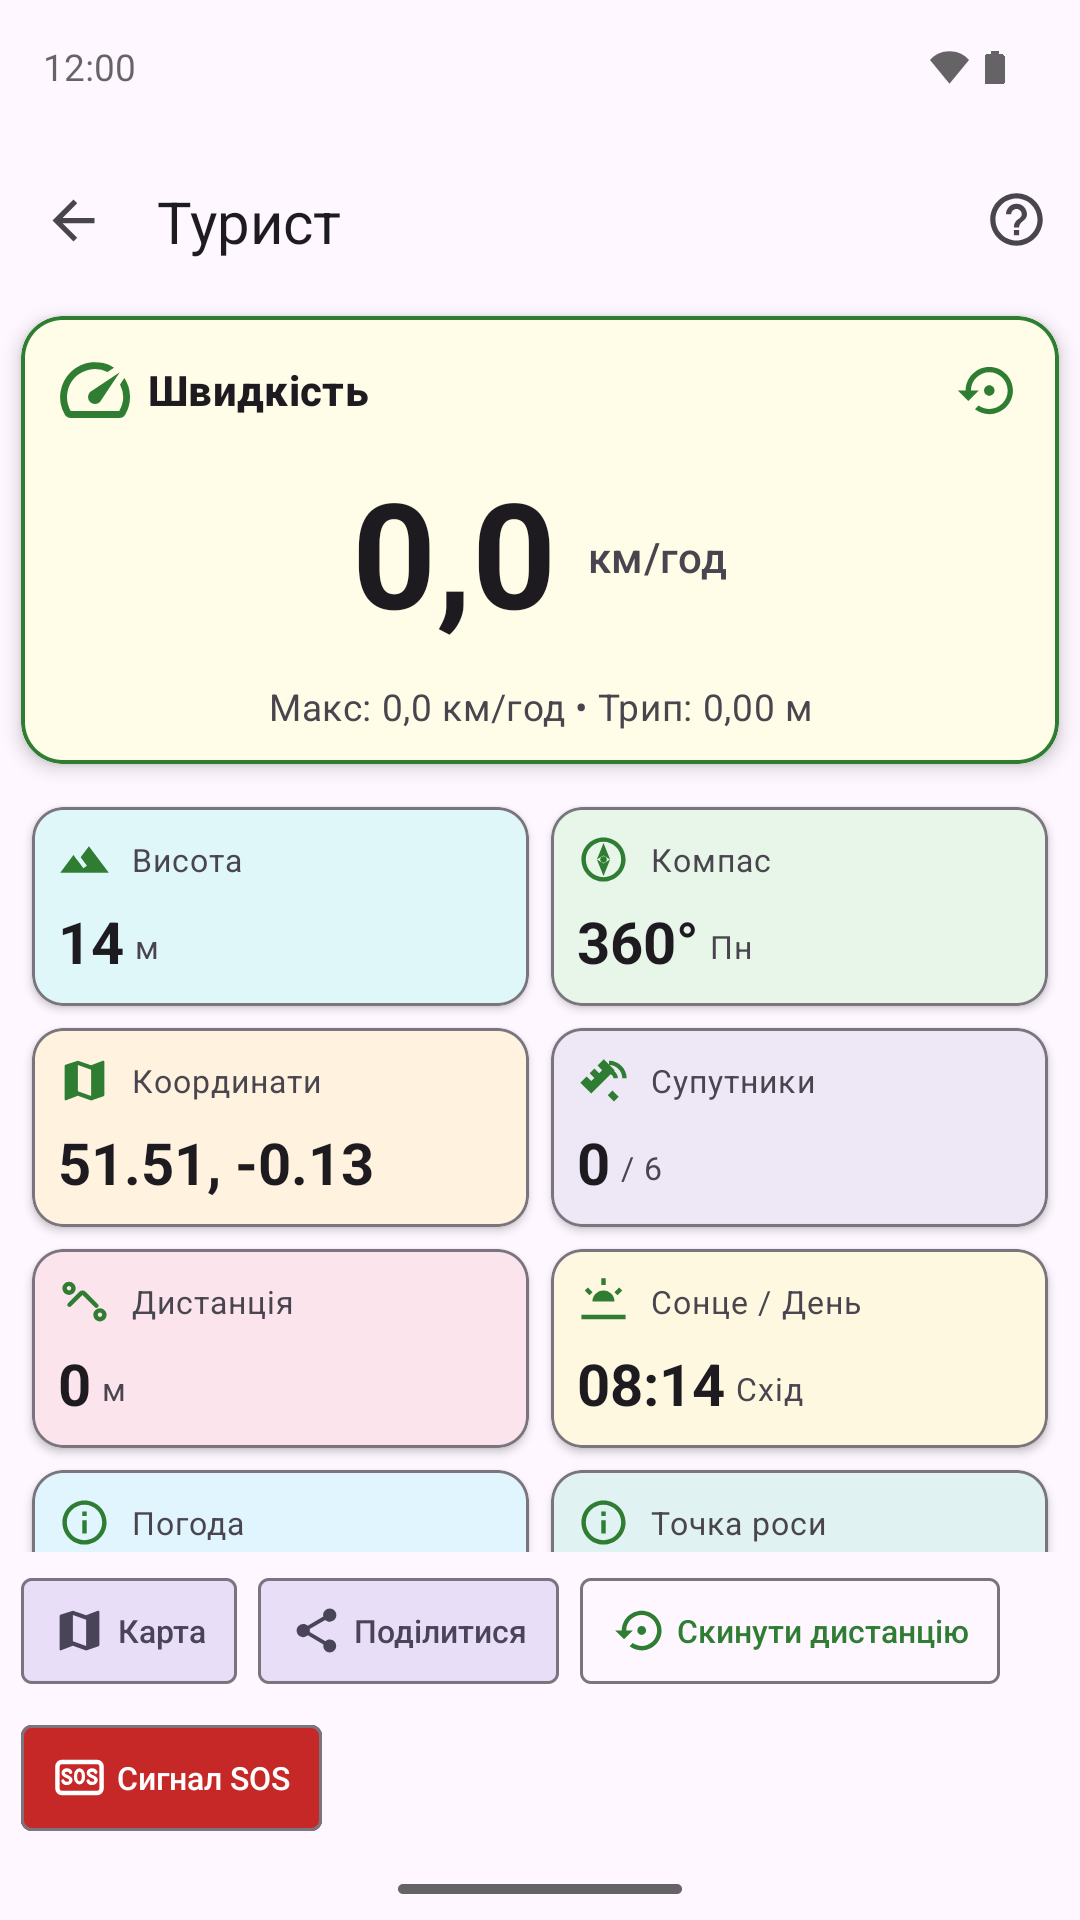 12:00
Турист
Швидкість
0,0 км/год
Макс: 0,0 км/год • Трип: 0,00 м
Висота
14 м
Компас
360° Пн
Координати
51.51, -0.13
Супутники
0 / 6
Дистанція
0 м
Сонце / День
08:14 Схід
Погода
Точка роси
Карта
Поділитися
Скинути дистанцію
SOS Сигнал SOS